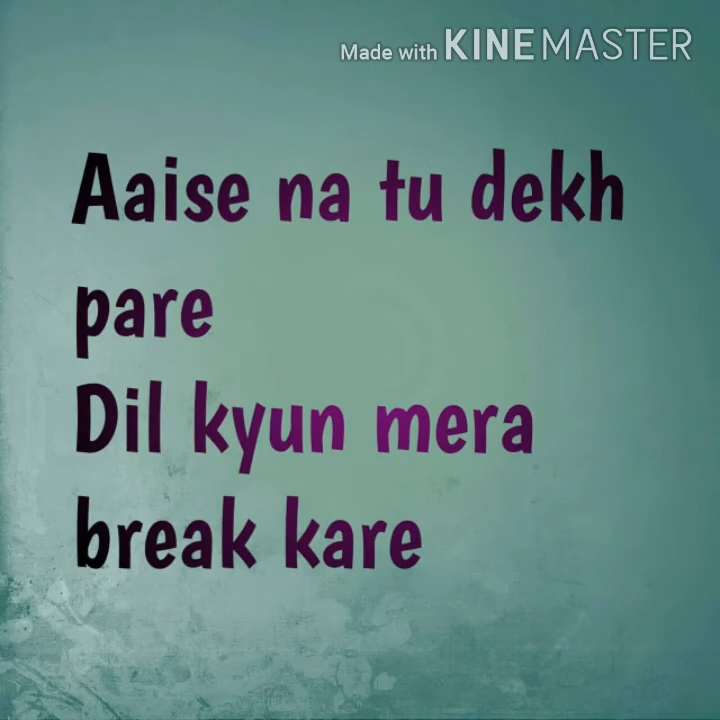 Made with KINEMASTER
Aaise na tu dekh
pare
Dil kyun mera
break kare